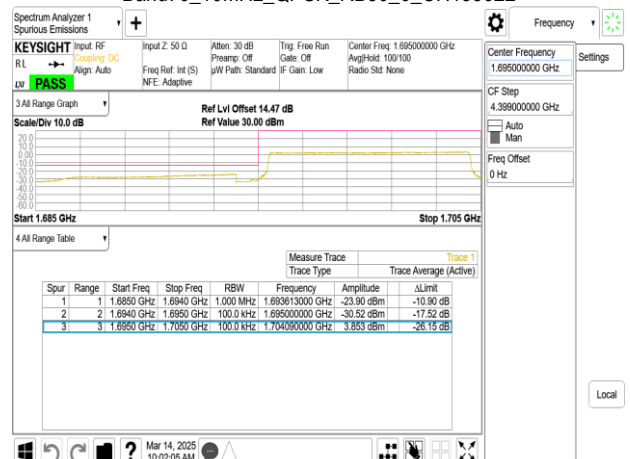 Spectrum Analyzer 1
Spurious Emissions
Frequency
KEYSIGHT
Input: RF
Coupling: DC
Align: Auto
Input Z: 50 Ω
Freq Ref: Int (S)
NFE: Adaptive
Atten: 30 dB
Preamp: Off
µW Path: Standard
Trig: Free Run
Gate: Off
IF Gain: Low
Center Freq: 1.695000000 GHz
Avg|Hold: 100/100
Radio Std: None
RL
LXI PASS
Center Frequency
1.695000000 GHz
Settings
CF Step
4.399000000 GHz
Auto
Man
Freq Offset
0 Hz
3 All Range Graph
Ref Lvl Offset 14.47 dB
Scale/Div 10.0 dB
Ref Value 30.00 dBm
20.0
10.0
0.00
-10.0
-20.0
-30.0
-40.0
-50.0
-60.0
Start 1.685 GHz
Stop 1.705 GHz
4 All Range Table
Measure Trace Trace 1
Trace Type Trace Average (Active)
Spur Range Start Freq Stop Freq RBW Frequency Amplitude ΔLimit
1 1 1.6850 GHz 1.6940 GHz 1.000 MHz 1.693613000 GHz -23.90 dBm -10.90 dB
2 2 1.6940 GHz 1.6950 GHz 100.0 kHz 1.695000000 GHz -30.52 dBm -17.52 dB
3 3 1.6950 GHz 1.7050 GHz 100.0 kHz 1.704090000 GHz 3.853 dBm -26.15 dB
Local
Mar 14, 2025
10:02:05 AM